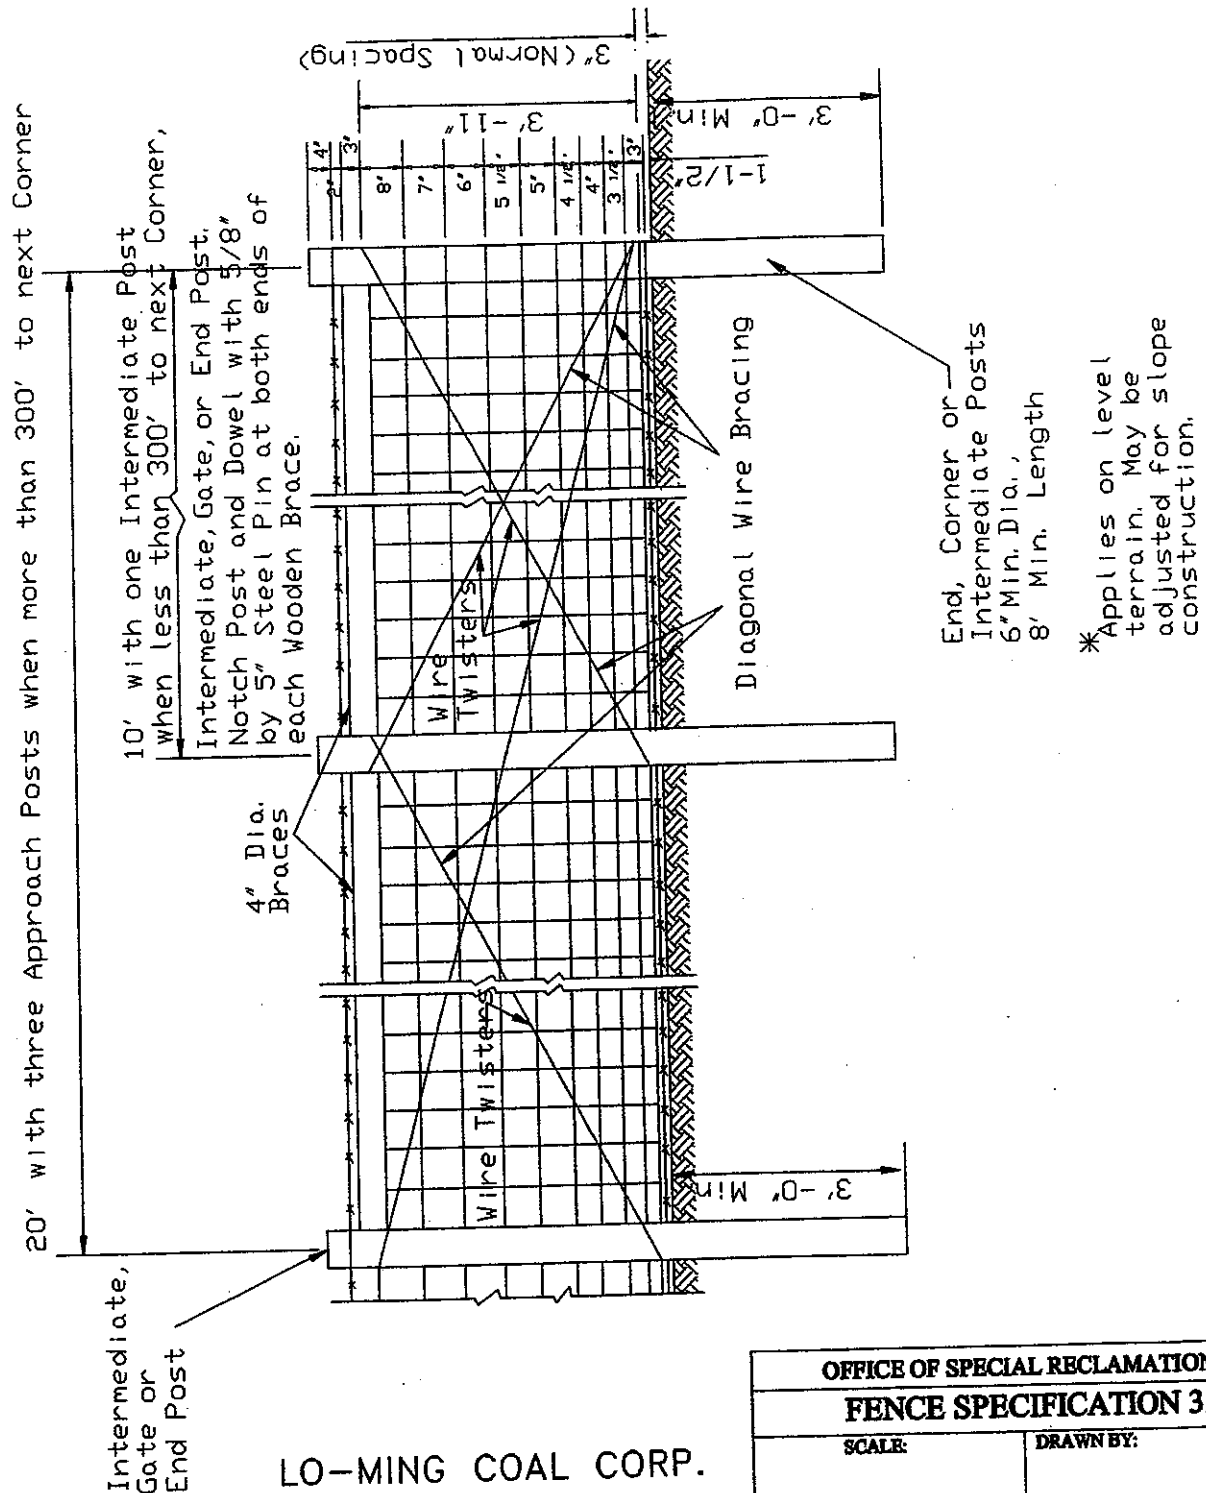 20' with three Approach Posts when more than 300' to next Corner
10' with one Intermediate Post
when less than 300' to next Corner,
Intermediate, Gate, or End Post.
Notch Post and Dowel with 5/8"
by 5" Steel Pin at both ends of
each Wooden Brace.
Intermediate,
Gate or
End Post
4" Dia.
Braces
4"
2"
3"
8"
7"
6"
5 1/2"
5"
4 1/2"
4"
3 1/2"
3"
3'-11"
3"(Normal Spacing)
1-1/2"
3'-0" Min.
3'-0" Min
Wire
Twisters
Wire Twisters
Diagonal Wire Bracing
End, Corner or
Intermediate Posts
6" Min. Dia.,
8' Min. Length
* Applies on level
terrain. May be
adjusted for slope
construction.
LO-MING COAL CORP.
OFFICE OF SPECIAL RECLAMATION
FENCE SPECIFICATION 3
SCALE:
DRAWN BY: